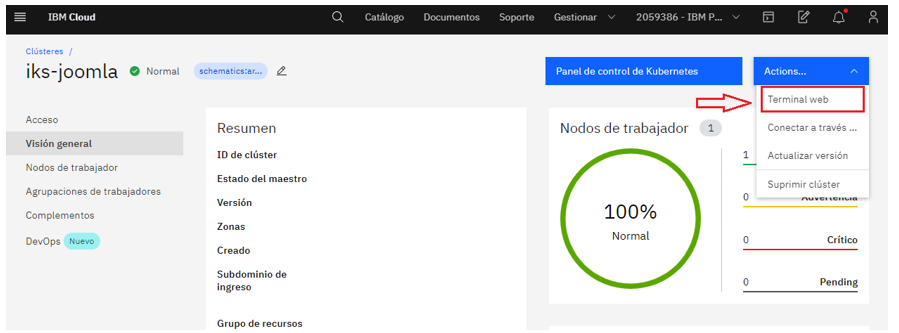 IBM Cloud
Catálogo
Documentos
Soporte
Gestionar
2059386 - IBM P...
Clústeres /
iks-joomla
Normal
schematics:ar...
Panel de control de Kubernetes
Actions...
Terminal web
Conectar a través ...
Actualizar versión
Suprimir clúster
Acceso
Visión general
Nodos de trabajador
Agrupaciones de trabajadores
Complementos
DevOps Nuevo
Resumen
ID de clúster
Estado del maestro
Versión
Zonas
Creado
Subdominio de
ingreso
Grupo de recursos
Nodos de trabajador 1
100%
Normal
1
0 Advertencia
0 Crítico
0 Pending